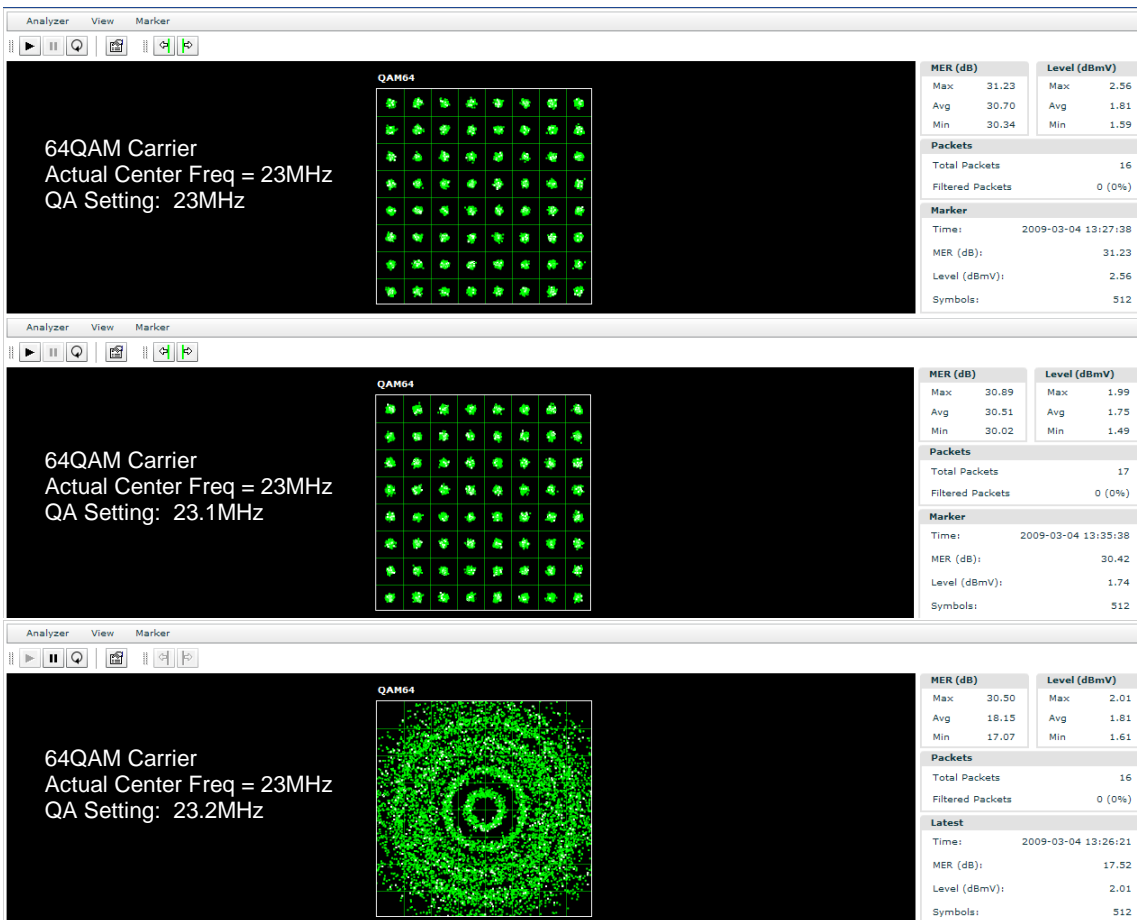 Analyzer View Marker
QAM64
64QAM Carrier
Actual Center Freq = 23MHz
QA Setting: 23MHz
MER (dB)
Max 31.23
Avg 30.70
Min 30.34
Level (dBmV)
Max 2.56
Avg 1.81
Min 1.59
Packets
Total Packets 16
Filtered Packets 0 (0%)
Marker
Time: 2009-03-04 13:27:38
MER (dB): 31.23
Level (dBmV): 2.56
Symbols: 512
Analyzer View Marker
QAM64
64QAM Carrier
Actual Center Freq = 23MHz
QA Setting: 23.1MHz
MER (dB)
Max 30.89
Avg 30.51
Min 30.02
Level (dBmV)
Max 1.99
Avg 1.75
Min 1.49
Packets
Total Packets 17
Filtered Packets 0 (0%)
Marker
Time: 2009-03-04 13:35:38
MER (dB): 30.42
Level (dBmV): 1.74
Symbols: 512
Analyzer View Marker
QAM64
64QAM Carrier
Actual Center Freq = 23MHz
QA Setting: 23.2MHz
MER (dB)
Max 30.50
Avg 18.15
Min 17.07
Level (dBmV)
Max 2.01
Avg 1.81
Min 1.61
Packets
Total Packets 16
Filtered Packets 0 (0%)
Latest
Time: 2009-03-04 13:26:21
MER (dB): 17.52
Level (dBmV): 2.01
Symbols: 512